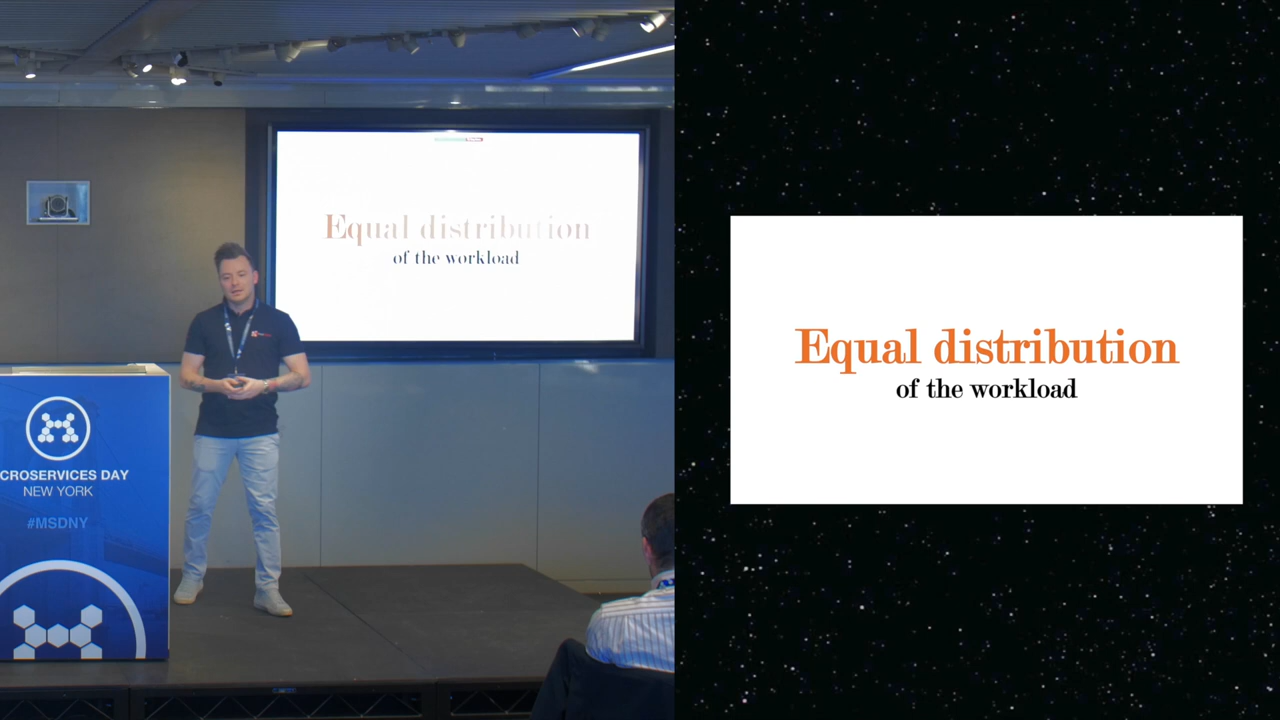 Equal distribution
of the workload
CROSERVICES DAY
NEW YORK
#MSDNY
Equal distribution
of the workload